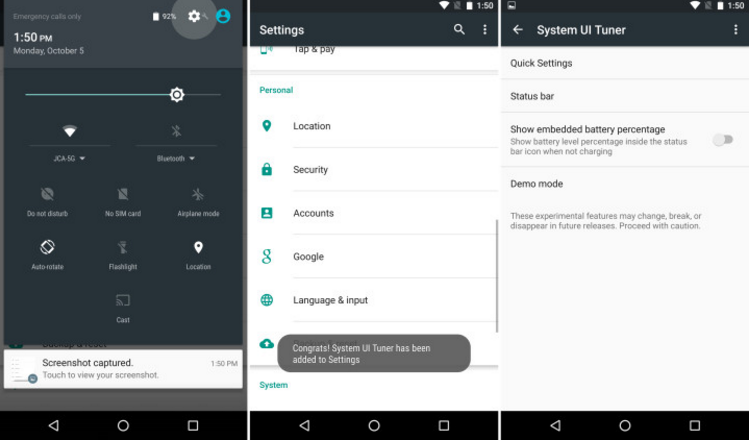 Emergency calls only
92%
1:50 PM
Monday, October 5
JCA-5G
Bluetooth
Do not disturb
No SIM card
Airplane mode
Auto-rotate
Flashlight
Location
Cast
Screenshot captured.
1:50 PM
Touch to view your screenshot.
1:50
Settings
Tap & pay
Personal
Location
Security
Accounts
Google
Language & input
Congrats! System UI Tuner has been
added to Settings
System
1:50
System UI Tuner
Quick Settings
Status bar
Show embedded battery percentage
Show battery level percentage inside the status
bar icon when not charging
Demo mode
These experimental features may change, break, or
disappear in future releases. Proceed with caution.